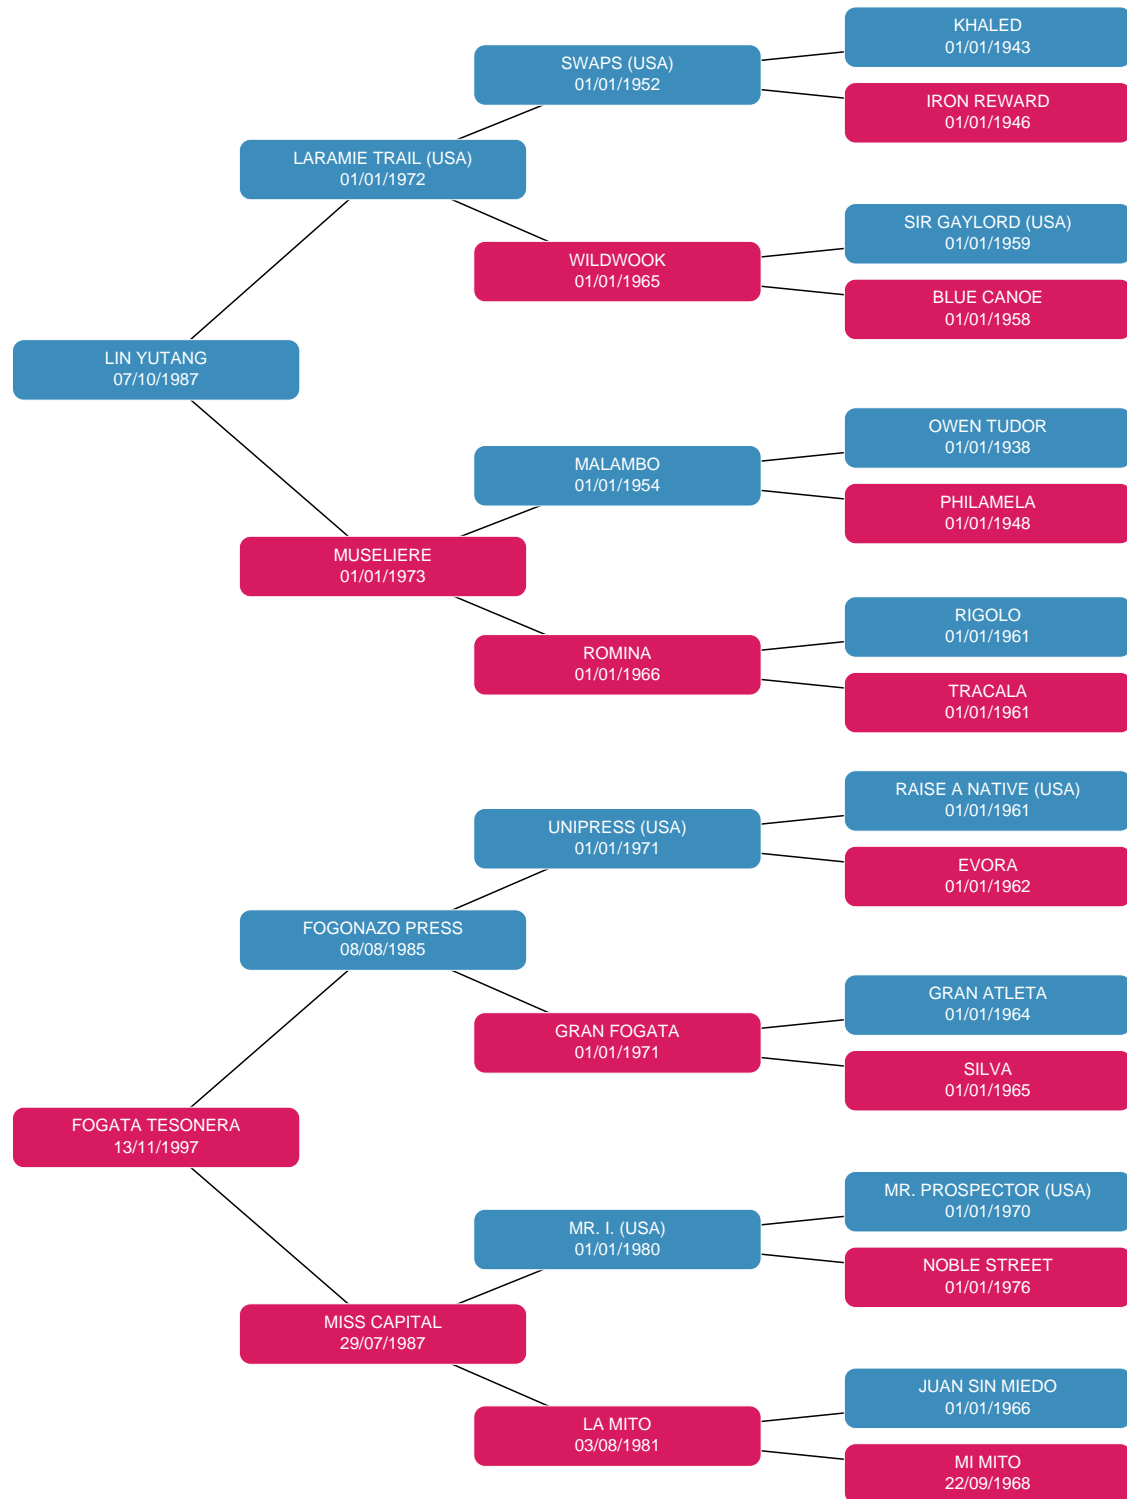 KHALED
01/01/1943
SWAPS (USA)
01/01/1952
IRON REWARD
01/01/1946
LARAMIE TRAIL (USA)
01/01/1972
SIR GAYLORD (USA)
01/01/1959
WILDWOOK
01/01/1965
BLUE CANOE
01/01/1958
LIN YUTANG
07/10/1987
OWEN TUDOR
01/01/1938
MALAMBO
01/01/1954
PHILAMELA
01/01/1948
MUSELIERE
01/01/1973
RIGOLO
01/01/1961
ROMINA
01/01/1966
TRACALA
01/01/1961
RAISE A NATIVE (USA)
01/01/1961
UNIPRESS (USA)
01/01/1971
EVORA
01/01/1962
FOGONAZO PRESS
08/08/1985
GRAN ATLETA
01/01/1964
GRAN FOGATA
01/01/1971
SILVA
01/01/1965
FOGATA TESONERA
13/11/1997
MR. PROSPECTOR (USA)
01/01/1970
MR. I. (USA)
01/01/1980
NOBLE STREET
01/01/1976
MISS CAPITAL
29/07/1987
JUAN SIN MIEDO
01/01/1966
LA MITO
03/08/1981
MI MITO
22/09/1968